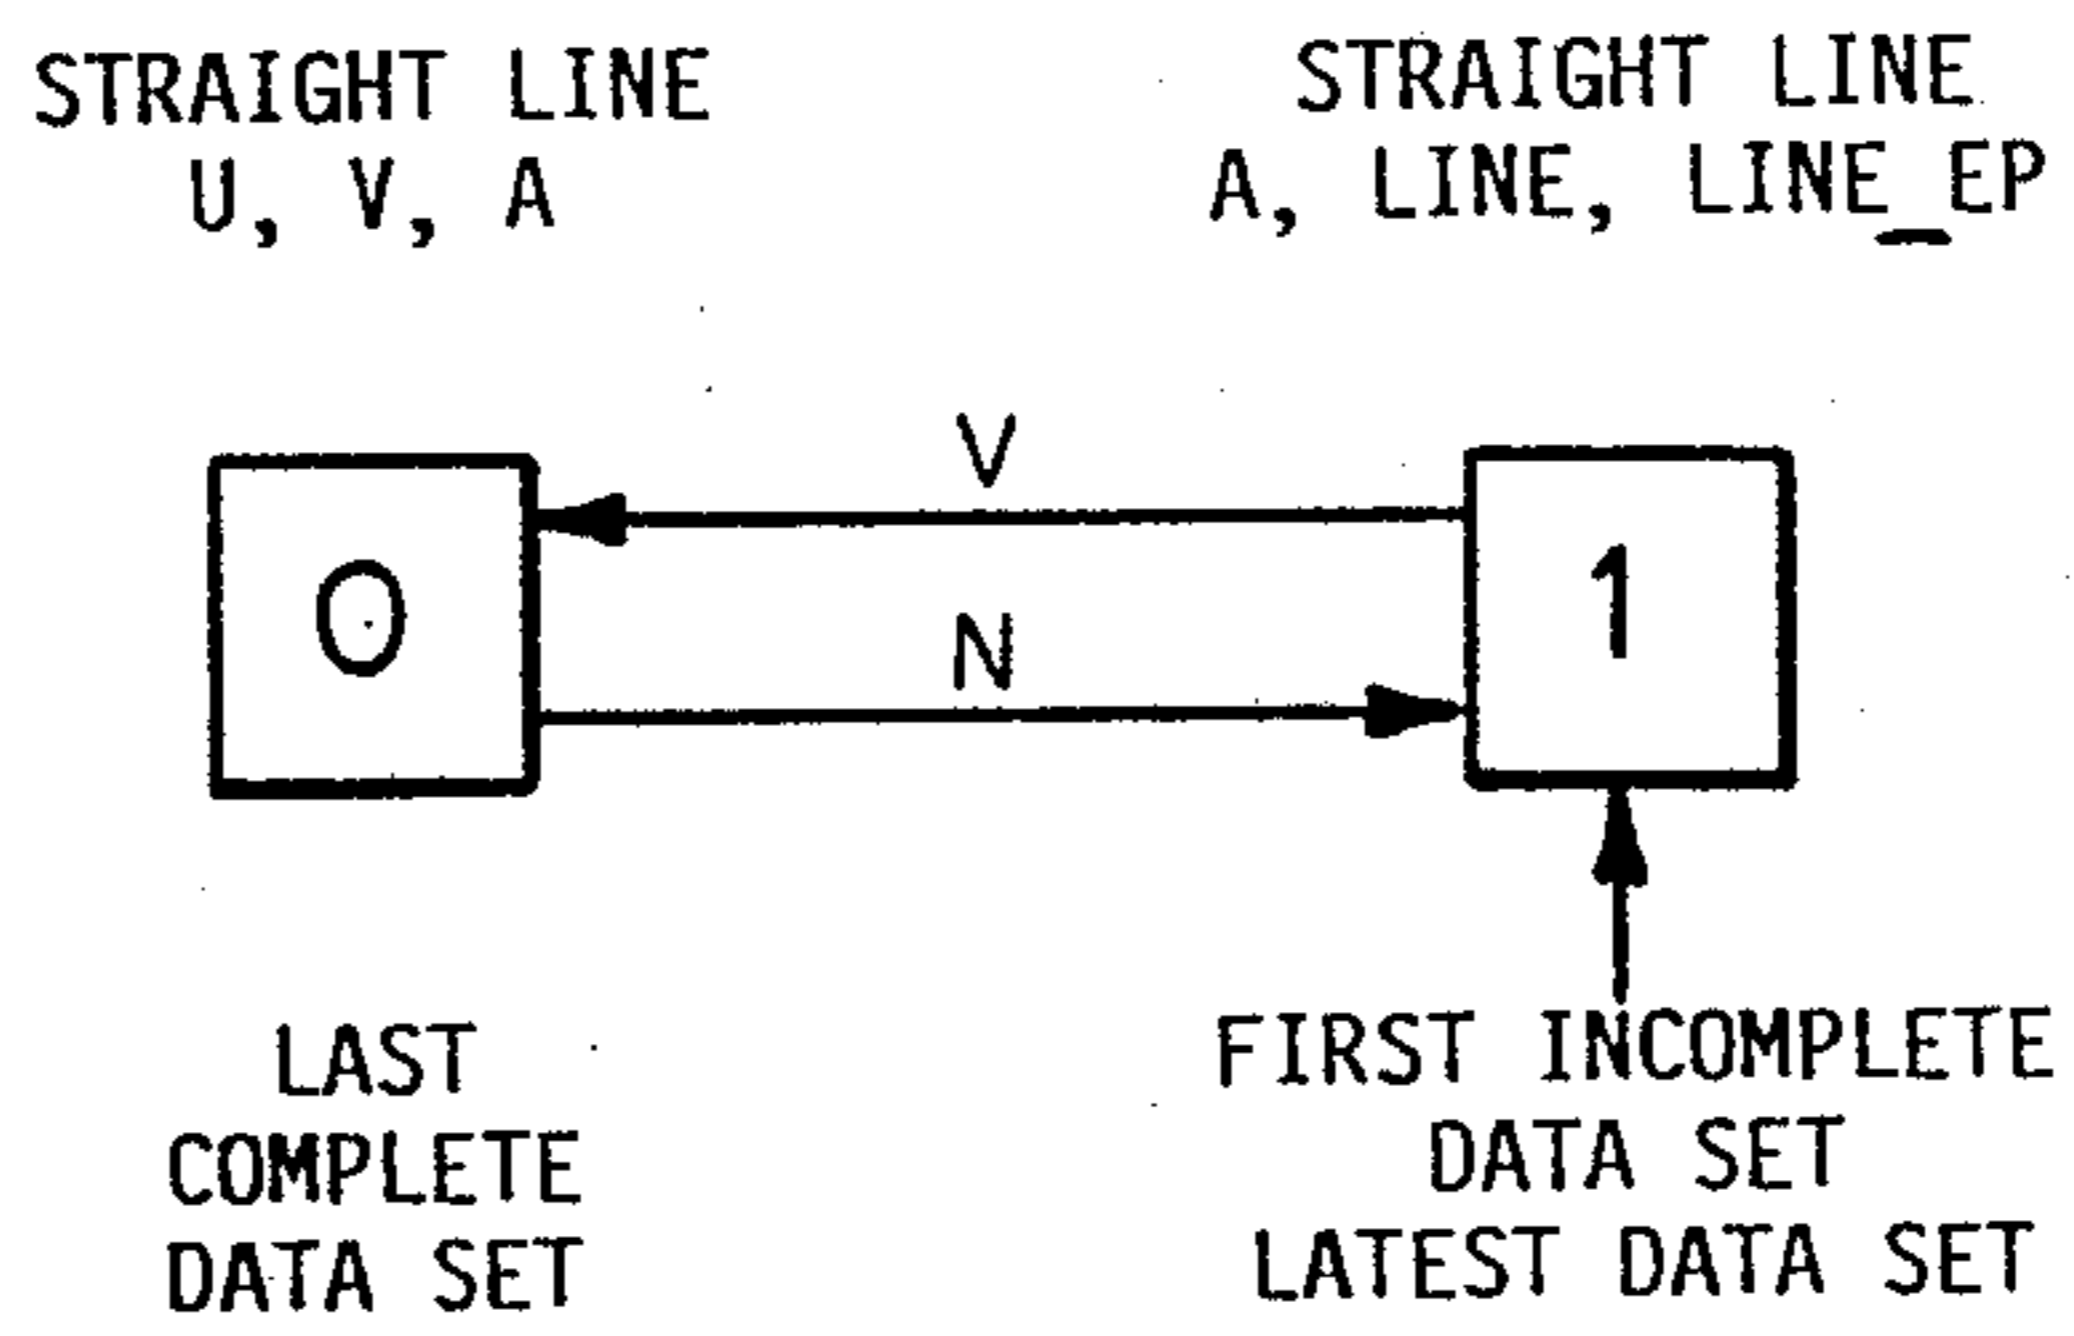 STRAIGHT LINE
U, V, A
STRAIGHT LINE
A, LINE, LINE_EP
V
0
1
N
LAST
COMPLETE
DATA SET
FIRST INCOMPLETE
DATA SET
LATEST DATA SET